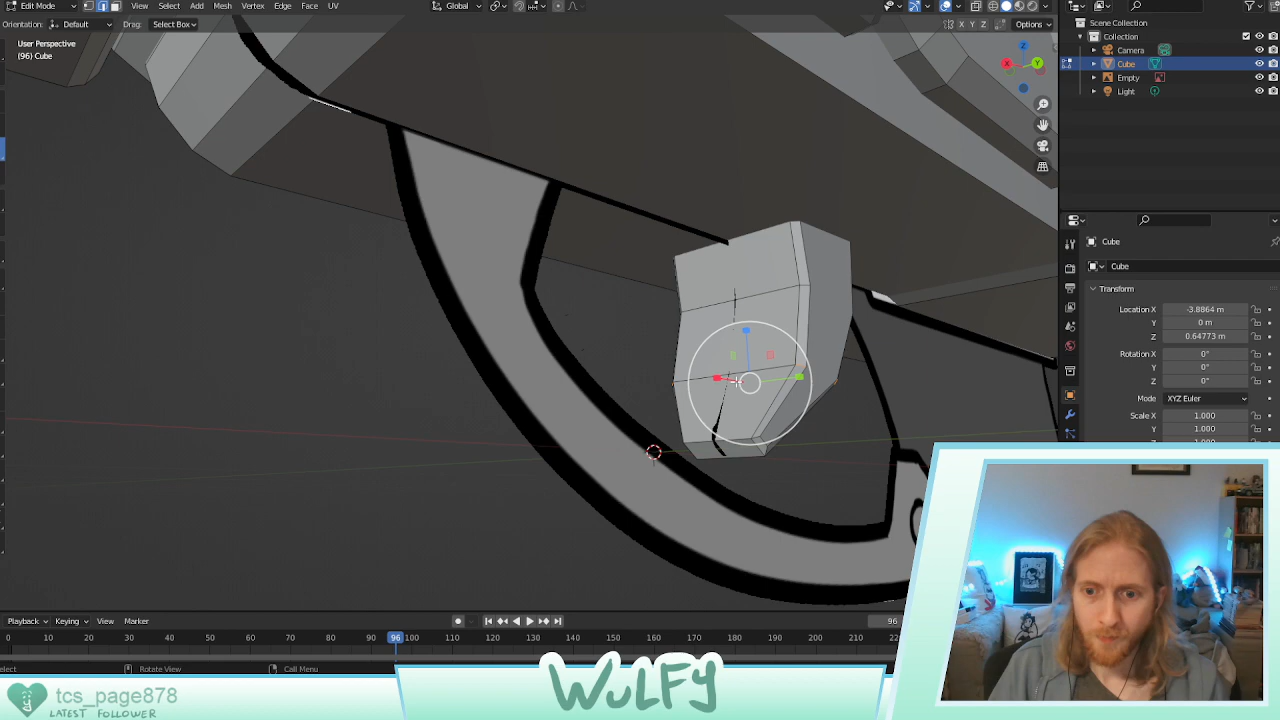 Edit Mode View Select Add Mesh Vertex Edge Face UV Global
Orientation: Default Drag: Select Box X Y Z Options
User Perspective
(96) Cube
Scene Collection
Collection
Camera
Cube
Empty
Light
Cube
Cube
Transform
Location X -3.8864 m
Y 0 m
Z 0.64773 m
Rotation X 0°
Y 0°
Z 0°
Mode XYZ Euler
Scale X 1.000
Y 1.000
X Y Z
Playback Keying View Marker 96
0 10 20 30 40 50 60 70 80 90 96 100 110 120 130 140 150 160 170 180 190 200 210
Rotate View Call Menu
tcs_page878
LATEST FOLLOWER
WULFY